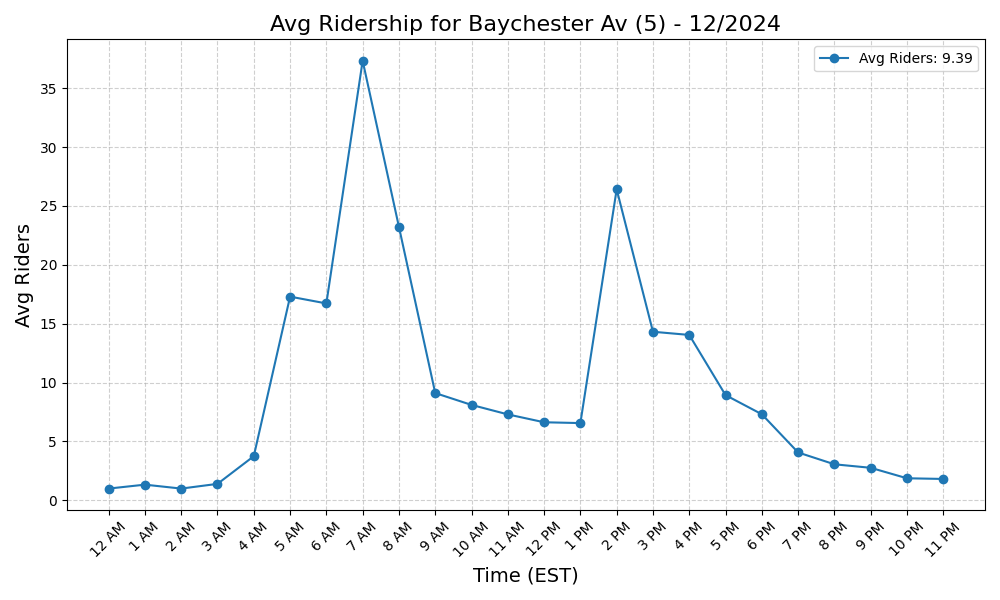 Avg Ridership for Baychester Av (5) - 12/2024
Avg Riders: 9.39
Avg Riders
35
30
25
20
15
10
5
0
12 AM
1 AM
2 AM
3 AM
4 AM
5 AM
6 AM
7 AM
8 AM
9 AM
10 AM
11 AM
12 PM
1 PM
2 PM
3 PM
4 PM
5 PM
6 PM
7 PM
8 PM
9 PM
10 PM
11 PM
Time (EST)